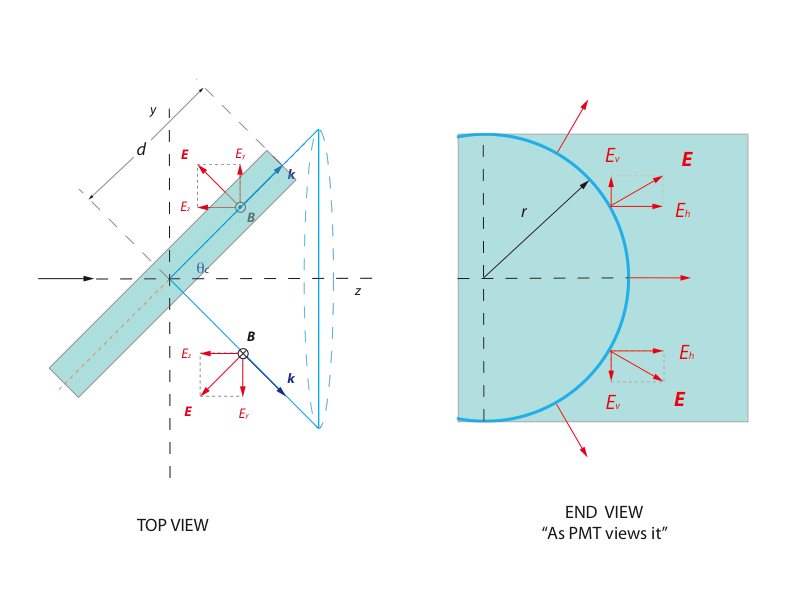 y
d
E
Ey
Ez
k
B
θc
z
B
Ez
k
E
Ey
TOP VIEW
Ev
E
Eh
r
Eh
Ev
E
END VIEW
“As PMT views it”